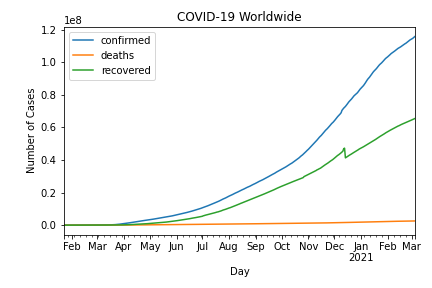 COVID-19 Worldwide
1e8
confirmed
deaths
recovered
1.2
1.0
0.8
0.6
0.4
0.2
0.0
Number of Cases
Feb Mar Apr May Jun Jul Aug Sep Oct Nov Dec Jan Feb Mar
2021
Day